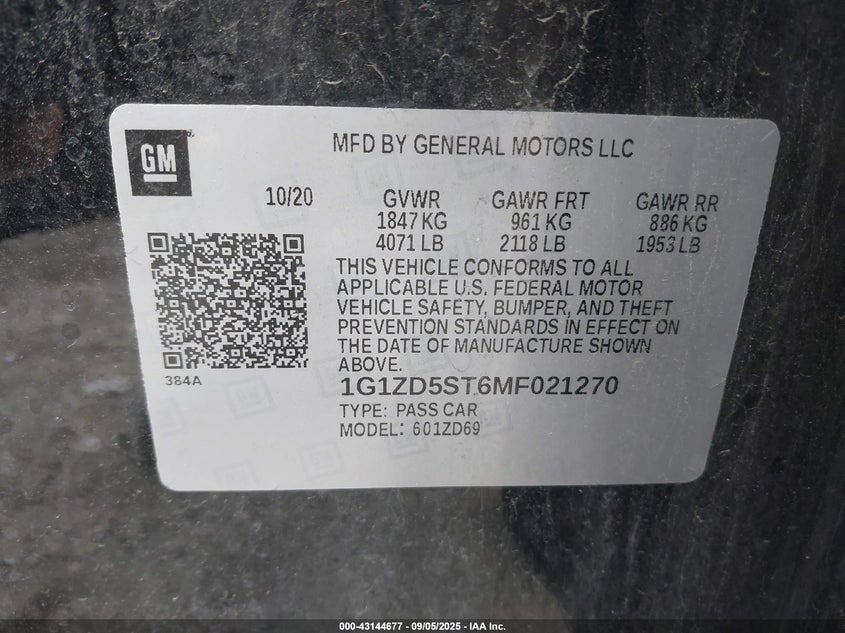 GM
MFD BY GENERAL MOTORS LLC
10/20 GVWR GAWR FRT GAWR RR
1847 KG 961 KG 886 KG
4071 LB 2118 LB 1953 LB
THIS VEHICLE CONFORMS TO ALL
APPLICABLE U.S. FEDERAL MOTOR
VEHICLE SAFETY, BUMPER, AND THEFT
PREVENTION STANDARDS IN EFFECT ON
THE DATE OF MANUFACTURE SHOWN
ABOVE.
384A
1G1ZD5ST6MF021270
TYPE: PASS CAR
MODEL: 601ZD69
000-43144677 - 09/05/2025 - IAA Inc.